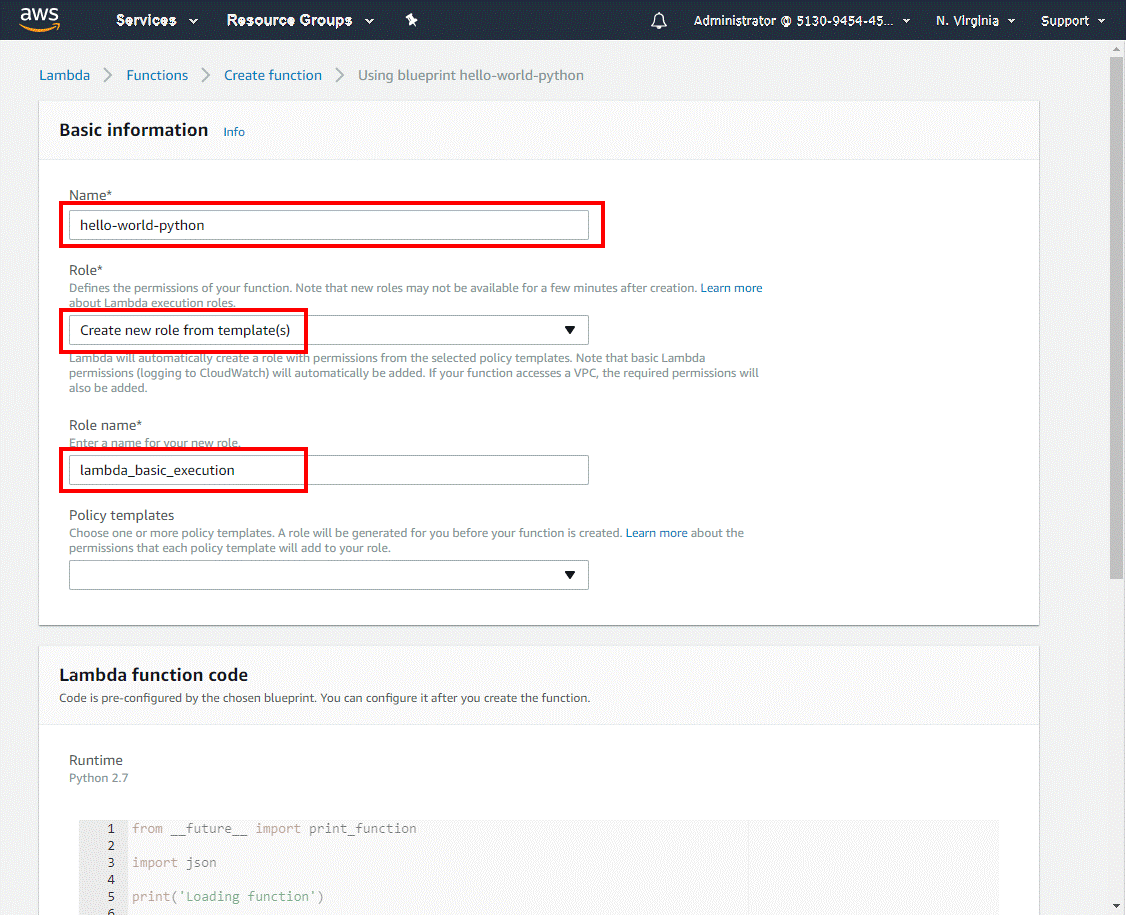 aws Services Resource Groups Administrator @ 5130-9454-45... N. Virginia Support
Lambda Functions Create function Using blueprint hello-world-python
Basic information Info
Name*
hello-world-python
Role*
Defines the permissions of your function. Note that new roles may not be available for a few minutes after creation. Learn more
about Lambda execution roles.
Create new role from template(s)
Lambda will automatically create a role with permissions from the selected policy templates. Note that basic Lambda
permissions (logging to CloudWatch) will automatically be added. If your function accesses a VPC, the required permissions will
also be added.
Role name*
Enter a name for your new role.
lambda_basic_execution
Policy templates
Choose one or more policy templates. A role will be generated for you before your function is created. Learn more about the
permissions that each policy template will add to your role.
Lambda function code
Code is pre-configured by the chosen blueprint. You can configure it after you create the function.
Runtime
Python 2.7
1 from __future__ import print_function
2
3 import json
4
5 print('Loading function')
6